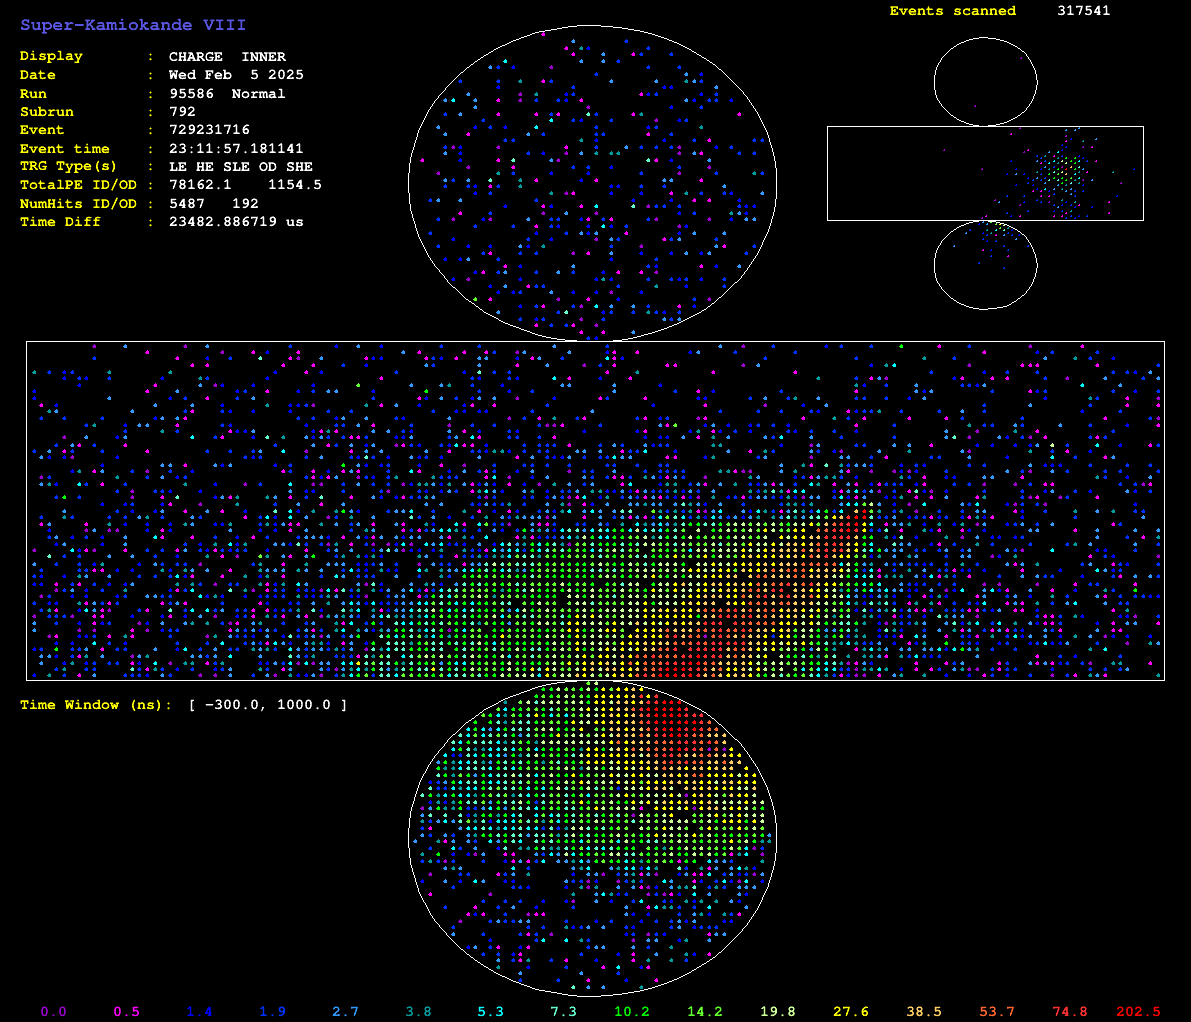 Super-Kamiokande VIII
Display : CHARGE INNER
Date : Wed Feb 5 2025
Run : 95586 Normal
Subrun : 792
Event : 729231716
Event time : 23:11:57.181141
TRG Type(s) : LE HE SLE OD SHE
TotalPE ID/OD : 78162.1 1154.5
NumHits ID/OD : 5487 192
Time Diff : 23482.886719 us
Events scanned 317541
Time Window (ns): [ -300.0, 1000.0 ]
0.0 0.5 1.4 1.9 2.7 3.8 5.3 7.3 10.2 14.2 19.8 27.6 38.5 53.7 74.8 202.5